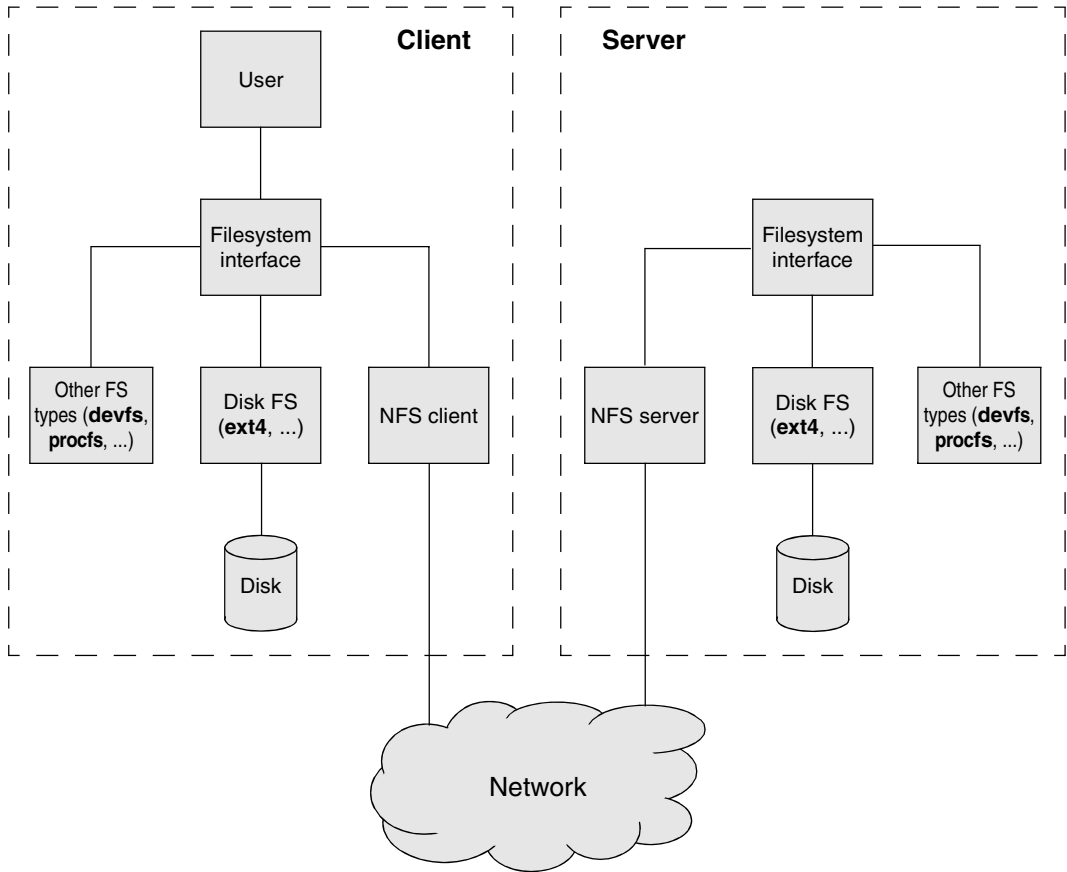 Client
Server
User
Filesystem
interface
Filesystem
interface
Other FS
types (devfs,
procfs, ...)
Disk FS
(ext4, ...)
NFS client
NFS server
Disk FS
(ext4, ...)
Other FS
types (devfs,
procfs, ...)
Disk
Disk
Network